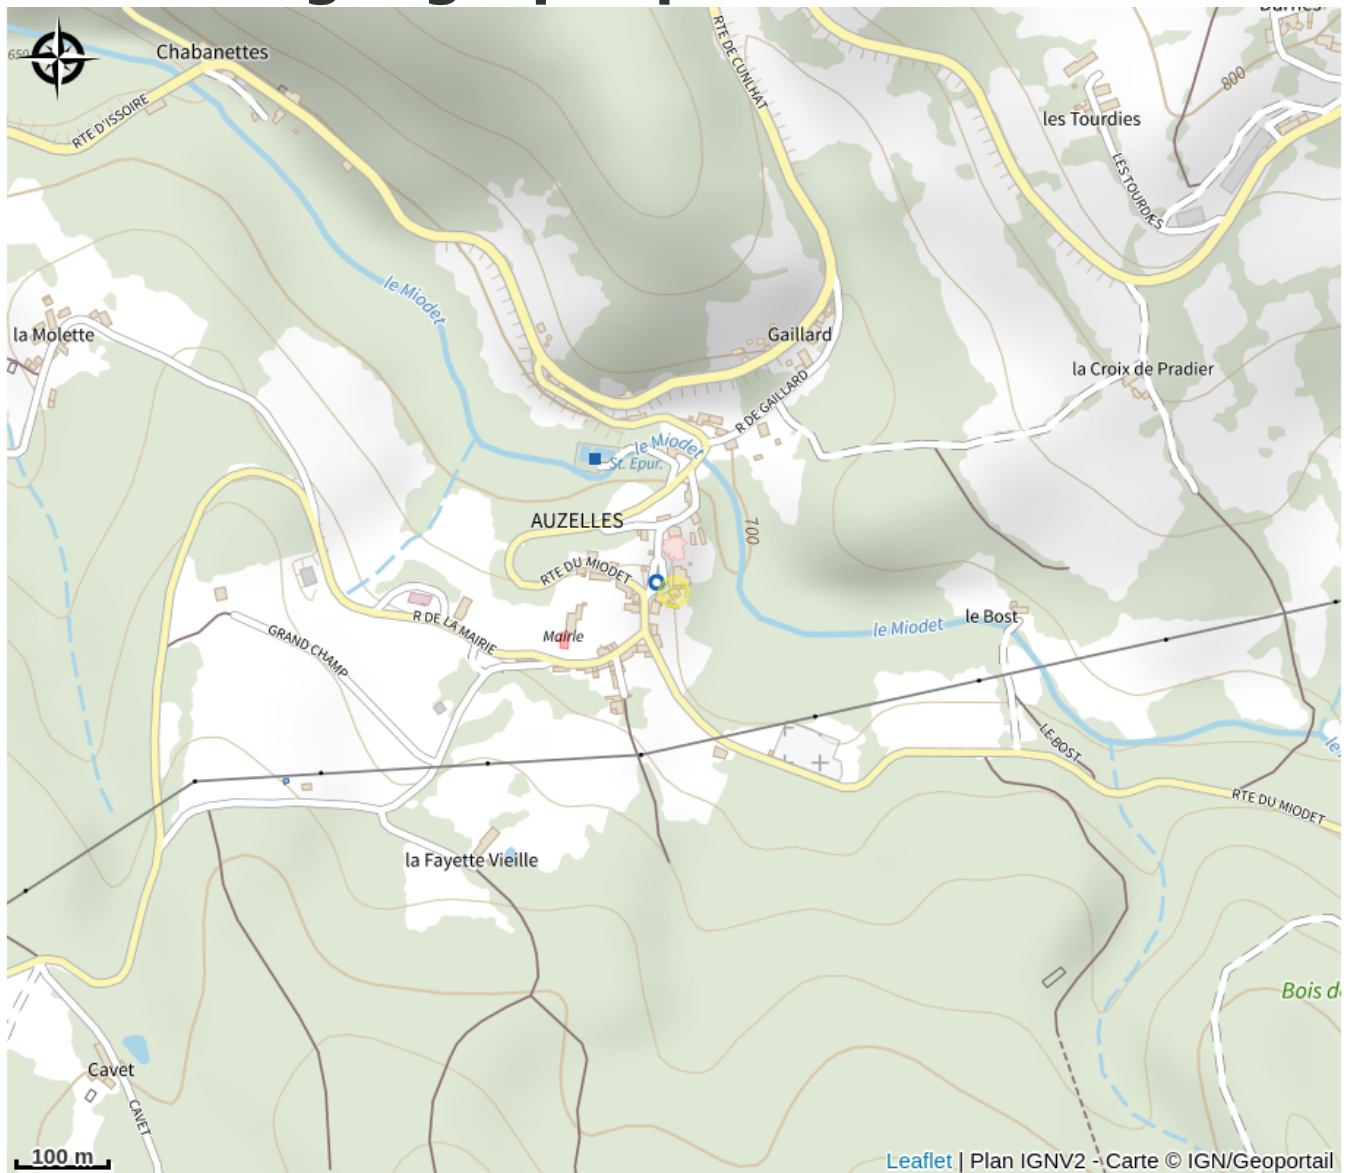 Chabanettes
650
RTE D'ISSOIRE
RTE DE CUNLHAT
800
les Tourdies
LES TOURDIES
le Miodet
la Molette
Gaillard
la Croix de Pradier
R DE GAILLARD
le Miodet
St. Epur.
AUZELLES
700
RTE DU MIODET
le Bost
R DE LA MAIRIE
Mairie
le Miodet
GRAND CHAMP
LE BOST
RTE DU MIODET
la Fayette Vieille
Cavet
CAVET
100 m
Leaflet | Plan IGNV2 - Carte © IGN/Geoportail